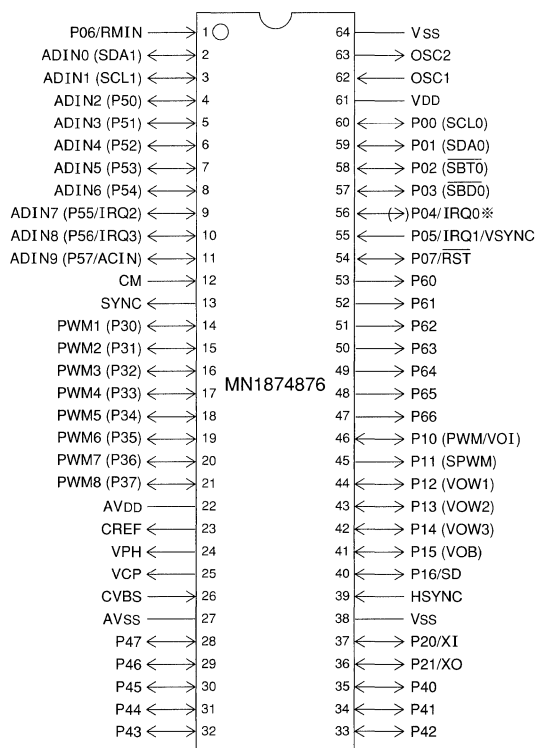 P06/RMIN 1 64 VSS
ADIN0 (SDA1) 2 63 OSC2
ADIN1 (SCL1) 3 62 OSC1
ADIN2 (P50) 4 61 VDD
ADIN3 (P51) 5 60 P00 (SCL0)
ADIN4 (P52) 6 59 P01 (SDA0)
ADIN5 (P53) 7 58 P02 (SBT0)
ADIN6 (P54) 8 57 P03 (SBD0)
ADIN7 (P55/IRQ2) 9 56 ( ) P04/IRQ0※
ADIN8 (P56/IRQ3) 10 55 P05/IRQ1/VSYNC
ADIN9 (P57/ACIN) 11 54 P07/RST
CM 12 53 P60
SYNC 13 52 P61
PWM1 (P30) 14 51 P62
PWM2 (P31) 15 50 P63
PWM3 (P32) 16 49 P64
MN1874876
PWM4 (P33) 17 48 P65
PWM5 (P34) 18 47 P66
PWM6 (P35) 19 46 P10 (PWM/VOI)
PWM7 (P36) 20 45 P11 (SPWM)
PWM8 (P37) 21 44 P12 (VOW1)
AVDD 22 43 P13 (VOW2)
CREF 23 42 P14 (VOW3)
VPH 24 41 P15 (VOB)
VCP 25 40 P16/SD
CVBS 26 39 HSYNC
AVSS 27 38 VSS
P47 28 37 P20/XI
P46 29 36 P21/XO
P45 30 35 P40
P44 31 34 P41
P43 32 33 P42